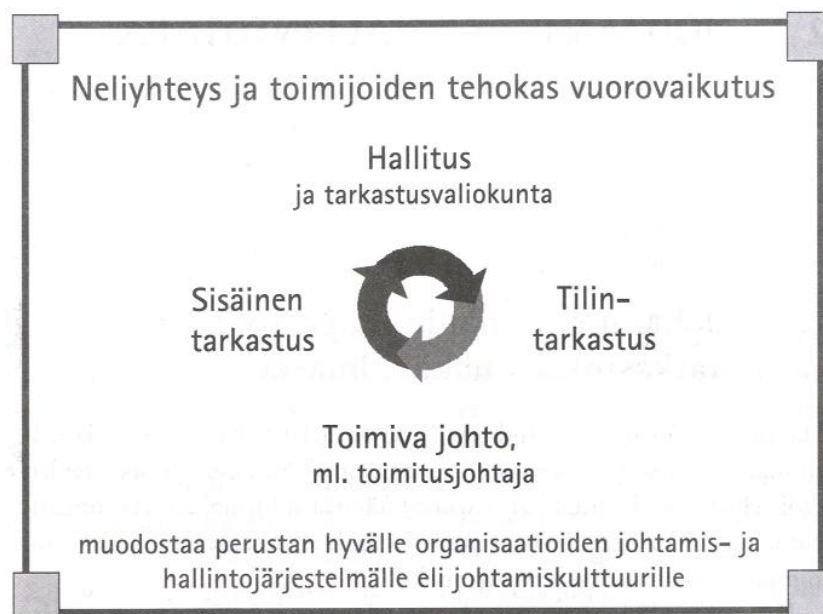 Neliyhteys ja toimijoiden tehokas vuorovaikutus
Hallitus
ja tarkastusvaliokunta
Sisäinen
tarkastus
Tilin-
tarkastus
Toimiva johto,
ml. toimitusjohtaja
muodostaa perustan hyvälle organisaatioiden johtamis- ja
hallintojärjestelmälle eli johtamiskulttuurille